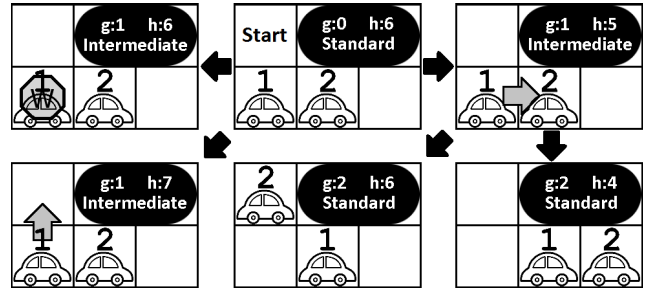 g:1 h:6
Intermediate
1 2
W
Start
g:0 h:6
Standard
1 2
g:1 h:5
Intermediate
1 2
g:1 h:7
Intermediate
1 2
g:2 h:6
Standard
2
1
g:2 h:4
Standard
1 2